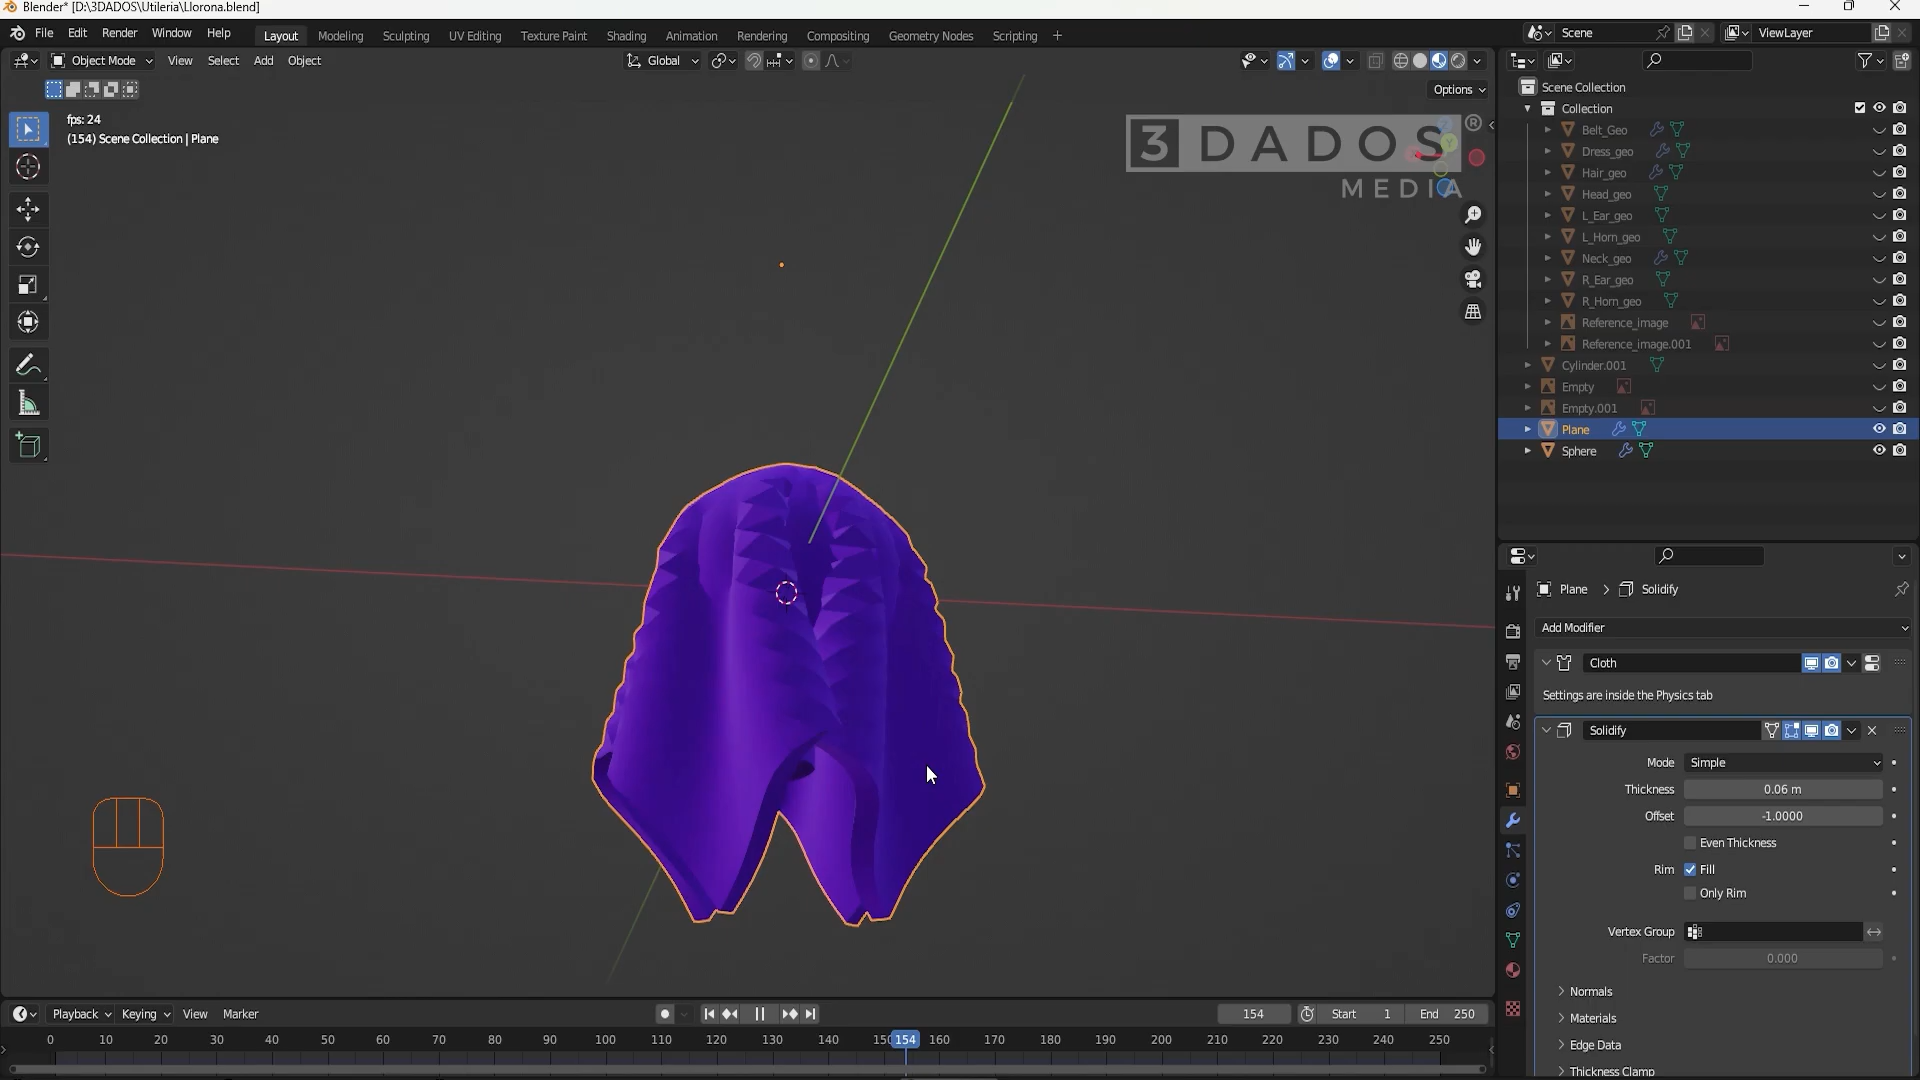 Blender* [D:\3DADOS\Utileria\Llorona.blend]
File Edit Render Window Help Layout Modeling Sculpting UV Editing Texture Paint Shading Animation Rendering Compositing Geometry Nodes Scripting + Scene ViewLayer
Object Mode View Select Add Object Global
Options
fps: 24
(154) Scene Collection | Plane
3 DADOS
MEDIA
Scene Collection
Collection
Belt_Geo
Dress_geo
Hair_geo
Head_geo
L_Ear_geo
L_Horn_geo
Neck_geo
R_Ear_geo
R_Horn_geo
Reference_image
Reference_image.001
Cylinder.001
Empty
Empty.001
Plane
Sphere
Plane > Solidify
Add Modifier
Cloth
Settings are inside the Physics tab
Solidify
Mode Simple
Thickness 0.06 m
Offset -1.0000
Even Thickness
Rim Fill
Only Rim
Vertex Group
Factor 0.000
Normals
Materials
Edge Data
Thickness Clamp
Playback Keying View Marker 154 Start 1 End 250
0 10 20 30 40 50 60 70 80 90 100 110 120 130 140 150 154 160 170 180 190 200 210 220 230 240 250